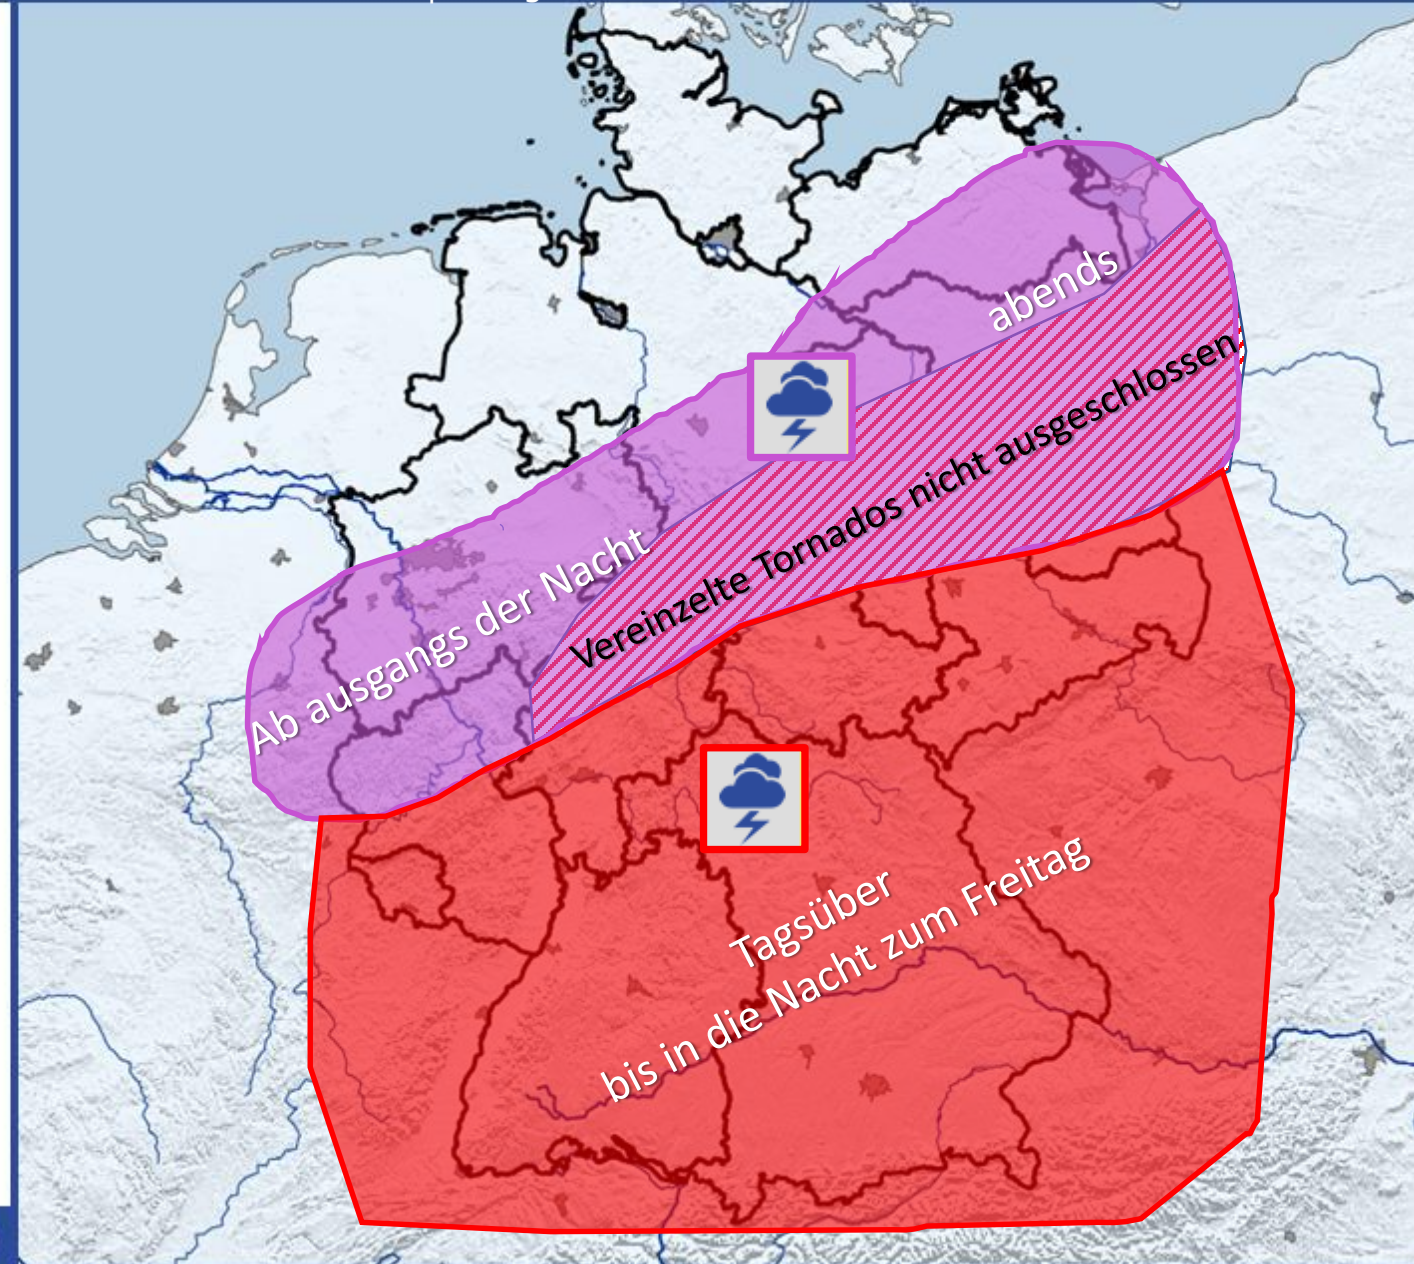 abends
Vereinzelte Tornados nicht ausgeschlossen
Ab ausgangs der Nacht
Tagsüber
bis in die Nacht zum Freitag